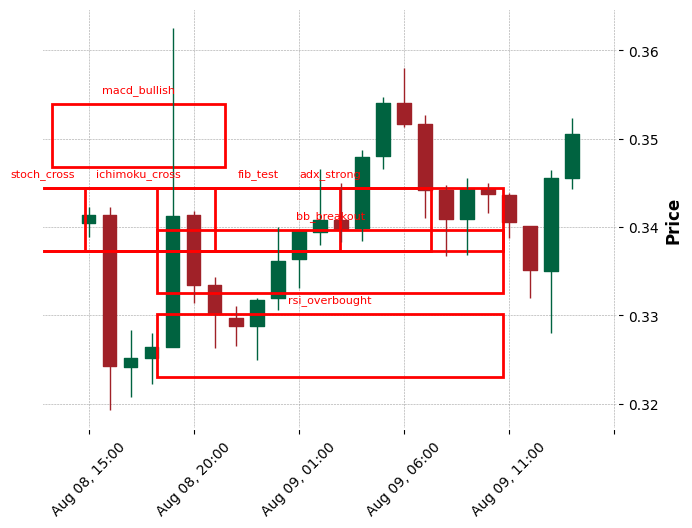 macd_bullish
stoch_cross
ichimoku_cross
fib_test
adx_strong
bb_breakout
rsi_overbought
0.36
0.35
0.34
0.33
0.32
Price
Aug 08, 15:00
Aug 08, 20:00
Aug 09, 01:00
Aug 09, 06:00
Aug 09, 11:00